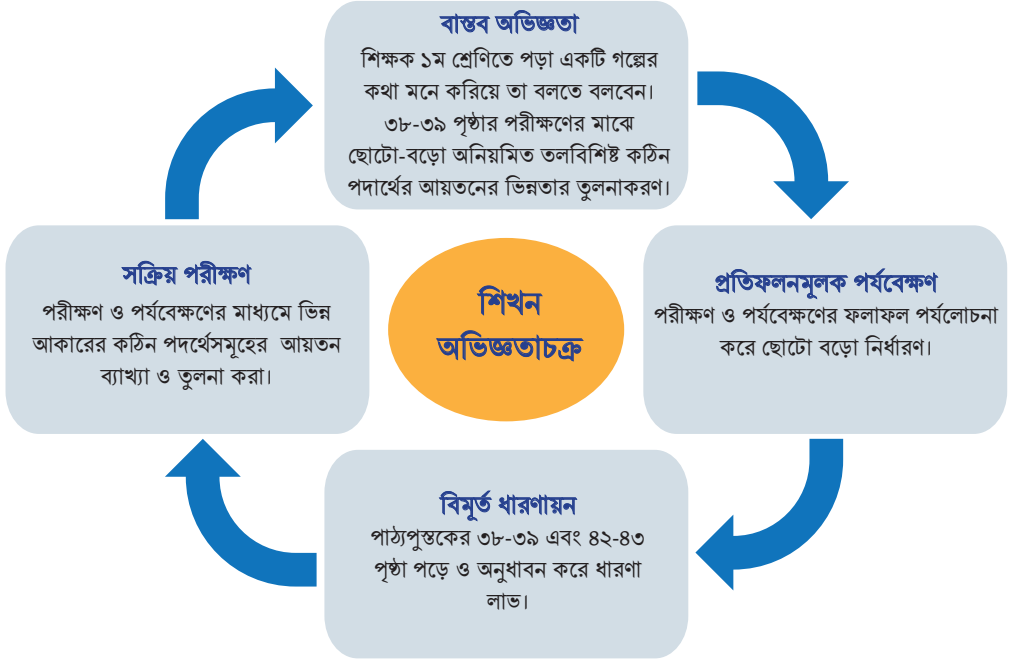 বাস্তব অভিজ্ঞতা
শিক্ষক ১ম শ্রেণিতে পড়া একটি গল্পের
কথা মনে করিয়ে তা বলতে বলবেন।
৩৮-৩৯ পৃষ্ঠার পরীক্ষণের মাঝে
ছোটো-বড়ো অনিয়মিত তলবিশিষ্ট কঠিন
পদার্থের আয়তনের ভিন্নতার তুলনাকরণ।
প্রতিফলনমূলক পর্যবেক্ষণ
পরীক্ষণ ও পর্যবেক্ষণের ফলাফল পর্যলোচনা
করে ছোটো বড়ো নির্ধারণ।
বিমূর্ত ধারণায়ন
পাঠ্যপুস্তকের ৩৮-৩৯ এবং ৪২-৪৩
পৃষ্ঠা পড়ে ও অনুধাবন করে ধারণা
লাভ।
সক্রিয় পরীক্ষণ
পরীক্ষণ ও পর্যবেক্ষণের মাধ্যমে ভিন্ন
আকারের কঠিন পদর্থেসমূহের আয়তন
ব্যাখ্যা ও তুলনা করা।
শিখন
অভিজ্ঞতাচক্র